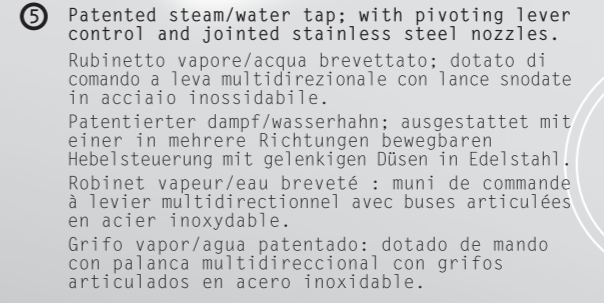 5 Patented steam/water tap; with pivoting lever
control and jointed stainless steel nozzles.
Rubinetto vapore/acqua brevettato; dotato di
comando a leva multidirezionale con lance snodate
in acciaio inossidabile.
Patentierter dampf/wasserhahn; ausgestattet mit
einer in mehrere Richtungen bewegbaren
Hebelsteuerung mit gelenkigen Düsen in Edelstahl.
Robinet vapeur/eau breveté : muni de commande
à levier multidirectionnel avec buses articulées
en acier inoxydable.
Grifo vapor/agua patentado: dotado de mando
con palanca multidireccional con grifos
articulados en acero inoxidable.